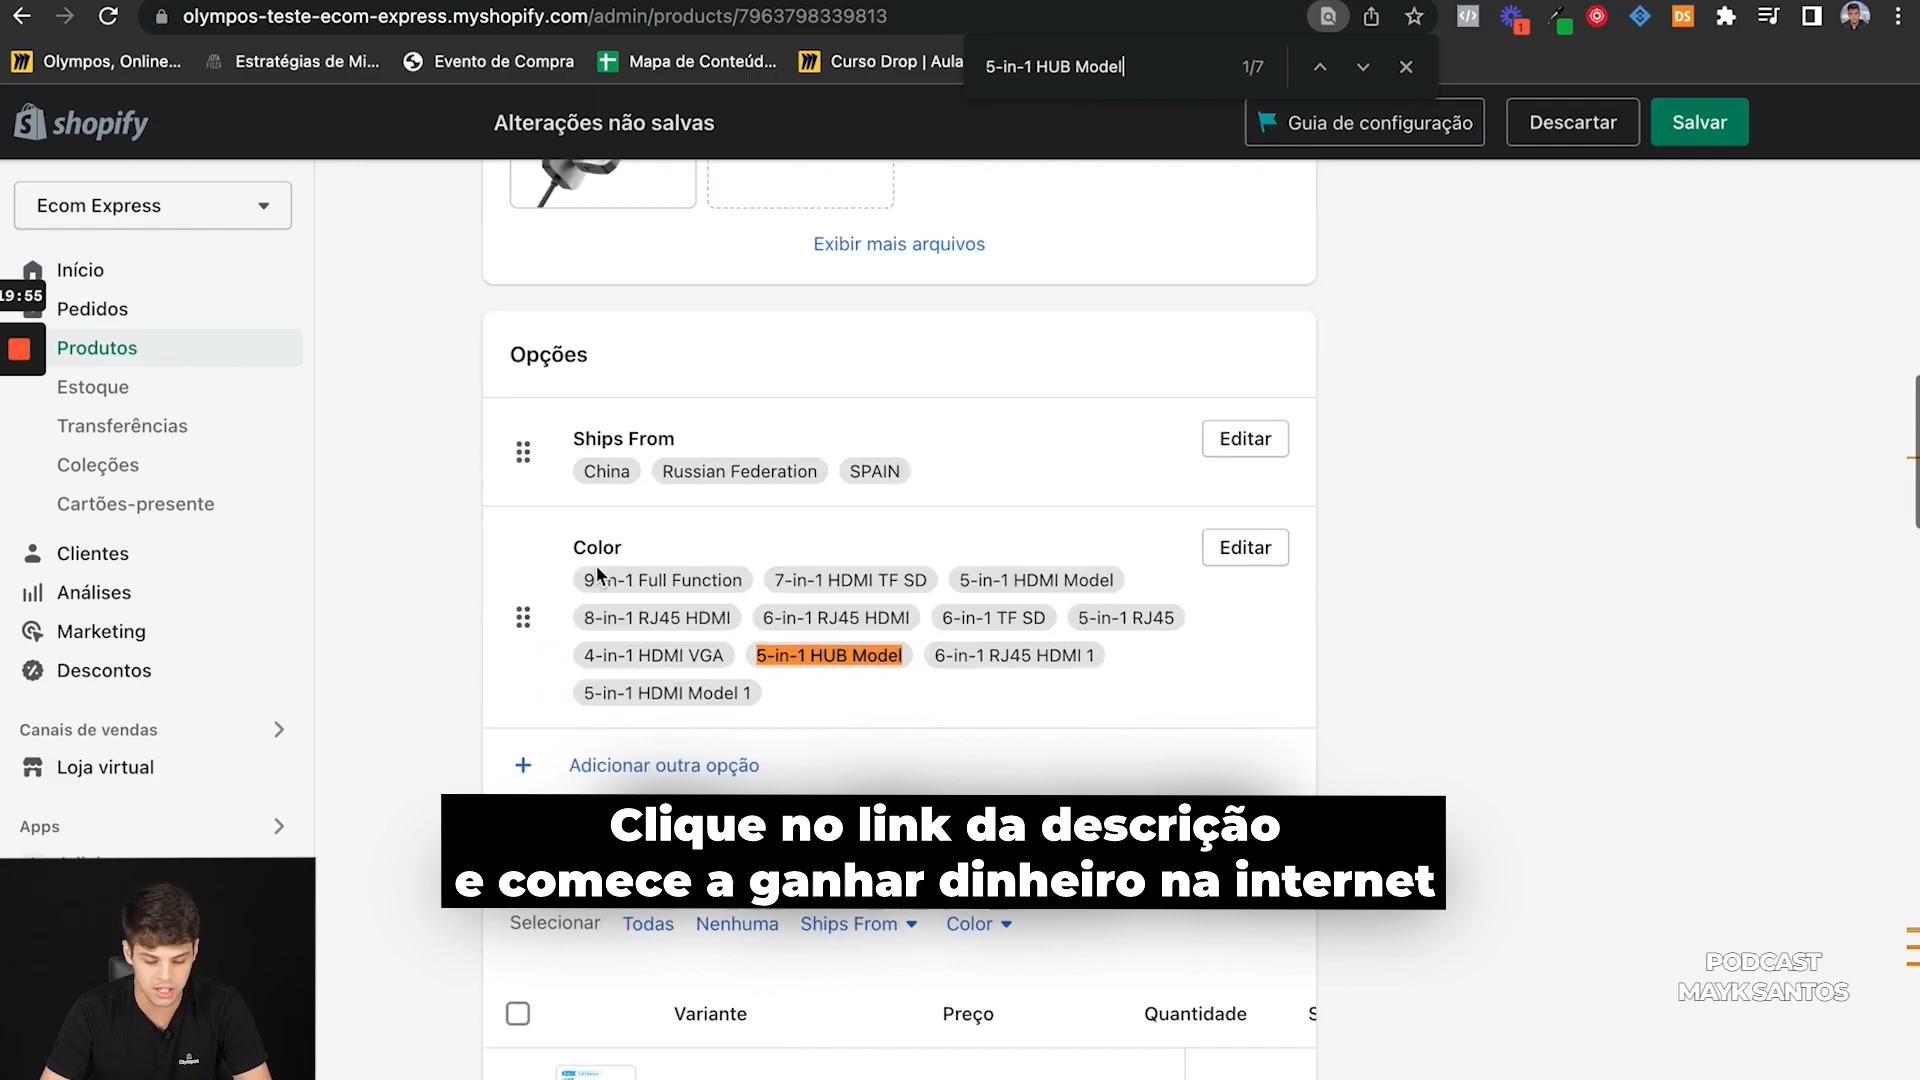 olympos-teste-ecom-express.myshopify.com/admin/products/7963798339813
1
DS
Olympos, Online...
Estratégias de Mi...
Evento de Compra
Mapa de Conteúd...
Curso Drop | Aula
5-in-1 HUB Model
1/7
shopify
Alterações não salvas
Guia de configuração
Descartar
Salvar
Ecom Express
Exibir mais arquivos
Início
19:55
Pedidos
Produtos
Estoque
Transferências
Coleções
Cartões-presente
Clientes
Análises
Marketing
Descontos
Canais de vendas
Loja virtual
Apps
Opções
Ships From
Editar
China
Russian Federation
SPAIN
Color
Editar
9-in-1 Full Function
7-in-1 HDMI TF SD
5-in-1 HDMI Model
8-in-1 RJ45 HDMI
6-in-1 RJ45 HDMI
6-in-1 TF SD
5-in-1 RJ45
4-in-1 HDMI VGA
5-in-1 HUB Model
6-in-1 RJ45 HDMI 1
5-in-1 HDMI Model 1
Adicionar outra opção
Clique no link da descrição
e comece a ganhar dinheiro na internet
Selecionar
Todas
Nenhuma
Ships From
Color
Variante
Preço
Quantidade
PODCAST
MAYK SANTOS
Olympos